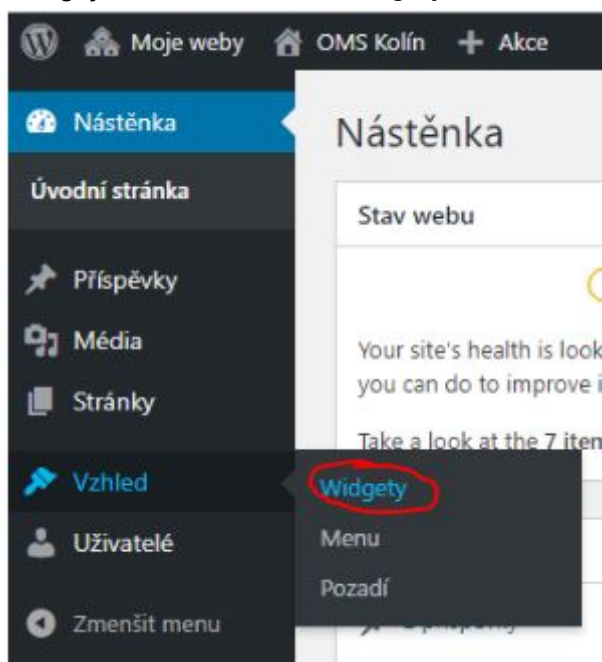 Moje weby OMS Kolín + Akce
Nástěnka
Nástěnka
Úvodní stránka
Stav webu
Příspěvky
Média
Your site's health is look
you can do to improve i
Stránky
Take a look at the 7 item
Vzhled
Widgety
Uživatelé
Menu
Pozadí
Zmenšit menu